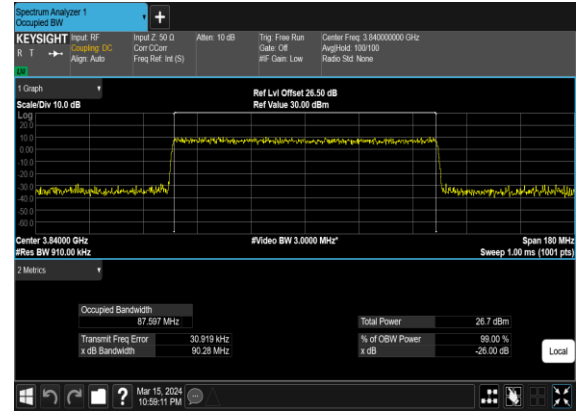 Spectrum Analyzer 1
Occupied BW
KEYSIGHT Input: RF Input Z: 50 Ω Atten: 10 dB Trig: Free Run Center Freq: 3.840000000 GHz
R T Coupling: DC Corr CCorr Gate: Off Avg|Hold: 100/100
Align: Auto Freq Ref: Int (S) #IF Gain: Low Radio Std: None
LU
1 Graph
Ref Lvl Offset 26.50 dB
Scale/Div 10.0 dB Ref Value 30.00 dBm
Log
20.0
10.0
0.00
-10.0
-20.0
-30.0
-40.0
-50.0
-60.0
Center 3.84000 GHz #Video BW 3.0000 MHz* Span 180 MHz
#Res BW 910.00 kHz Sweep 1.00 ms (1001 pts)
2 Metrics
Occupied Bandwidth
87.597 MHz Total Power 26.7 dBm
Transmit Freq Error 30.919 kHz % of OBW Power 99.00 %
x dB Bandwidth 90.28 MHz x dB -26.00 dB
Local
? Mar 15, 2024
10:59:11 PM